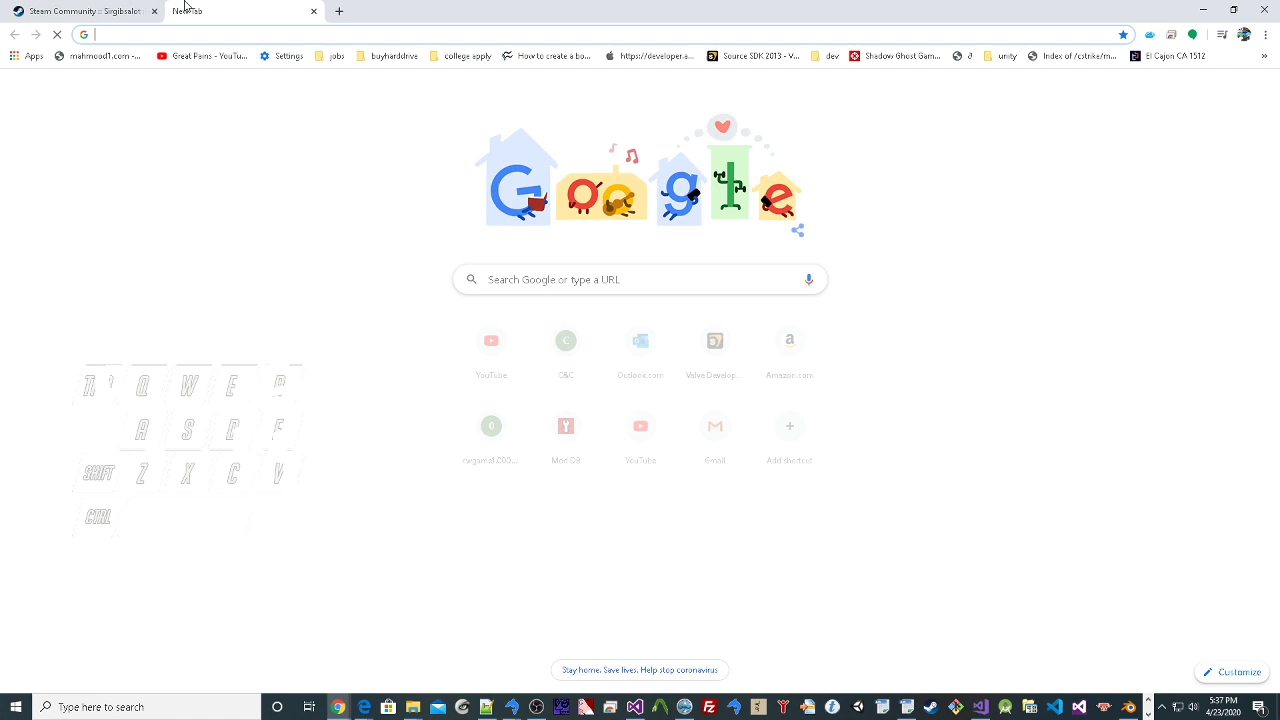 Steam Community :: Sirgibsalot
New Tab
Apps
mahmood1.com -...
Great Pains - YouTu...
Settings
jobs
buyharddrive
college apply
How to create a bo...
https://developer.a...
Source SDK 2013 - V...
dev
Shadow Ghost Gam...
unity
Index of /cstrike/m...
El Cajon CA 1512
»
Search Google or type a URL
YouTube
C&C
Outlook.com
Valve Develop...
Amazon.com
YouTube
Mod DB
Gmail
Add shortcut
TAB Q W E R
A S D F
SHIFT Z X C V
CTRL
Stay home. Save lives. Help stop coronavirus
Customize
Type here to search
5:37 PM
4/23/2020